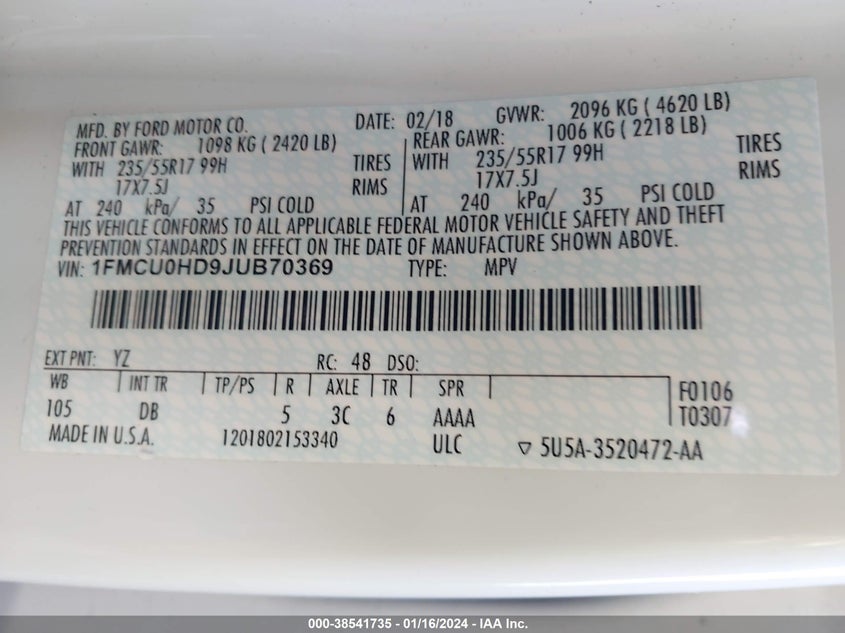 MFD. BY FORD MOTOR CO. DATE: 02/18 GVWR: 2096 KG ( 4620 LB)
FRONT GAWR: 1098 KG ( 2420 LB) REAR GAWR: 1006 KG ( 2218 LB)
WITH 235/55R17 99H TIRES WITH 235/55R17 99H TIRES
17X7.5J RIMS 17X7.5J RIMS
AT 240 kPa/ 35 PSI COLD AT 240 kPa/ 35 PSI COLD
THIS VEHICLE CONFORMS TO ALL APPLICABLE FEDERAL MOTOR VEHICLE SAFETY AND THEFT
PREVENTION STANDARDS IN EFFECT ON THE DATE OF MANUFACTURE SHOWN ABOVE.
VIN: 1FMCU0HD9JUB70369 TYPE: MPV
EXT PNT: YZ RC: 48 DSO:
WB INT TR TP/PS R AXLE TR SPR F0106
105 DB 5 3C 6 AAAA T0307
MADE IN U.S.A. 1201802153340 ULC ▽ 5U5A-3520472-AA
000-38541735 - 01/16/2024 - IAA Inc.